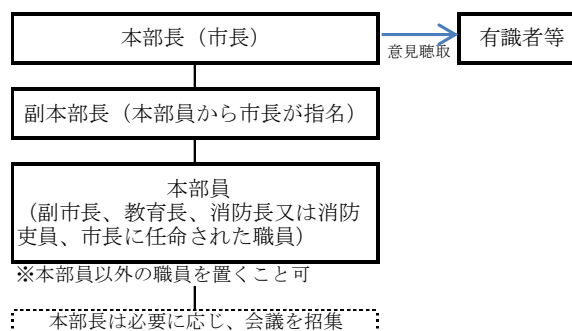 本部長（市長）
意見聴取
有識者等
副本部長（本部員から市長が指名）
本部員
（副市長、教育長、消防長又は消防
吏員、市長に任命された職員）
※本部員以外の職員を置くこと可
本部長は必要に応じ、会議を招集